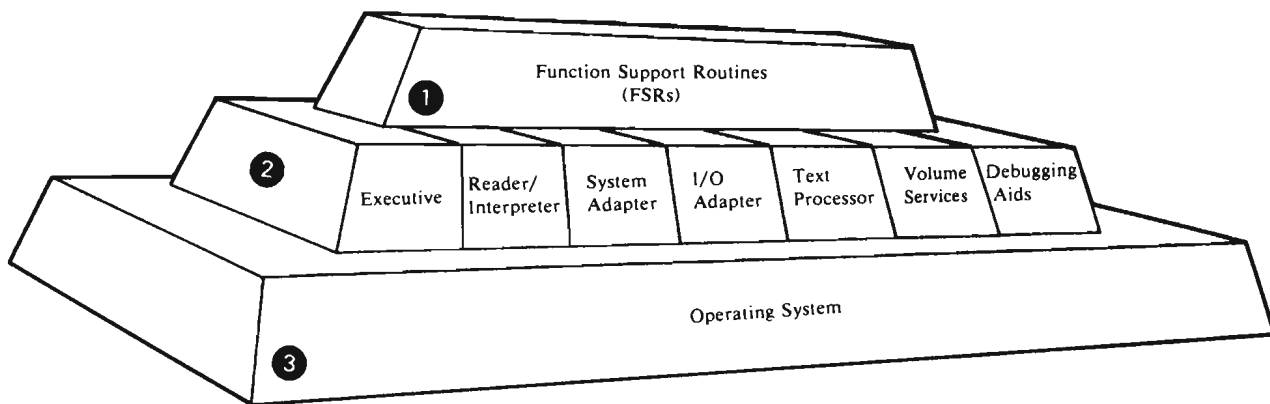 Function Support Routines
(FSRs)
1
2
Executive
Reader/
Interpreter
System
Adapter
I/O
Adapter
Text
Processor
Volume
Services
Debugging
Aids
Operating System
3